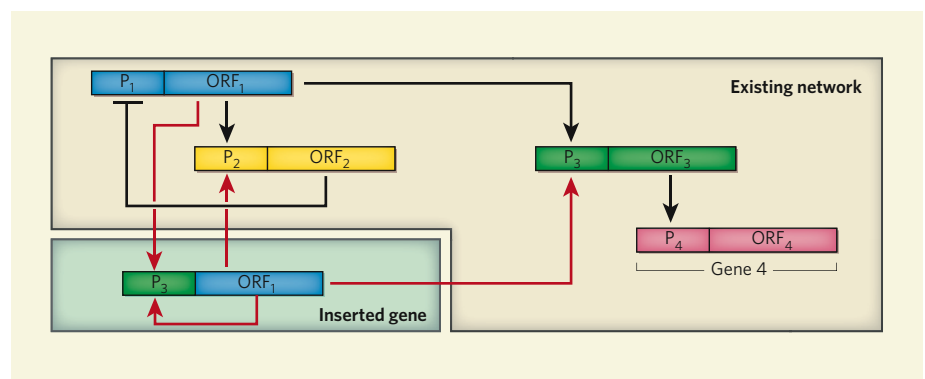 P1 ORF1
Existing network
P2 ORF2
P3 ORF3
P4 ORF4
Gene 4
P3 ORF1
Inserted gene